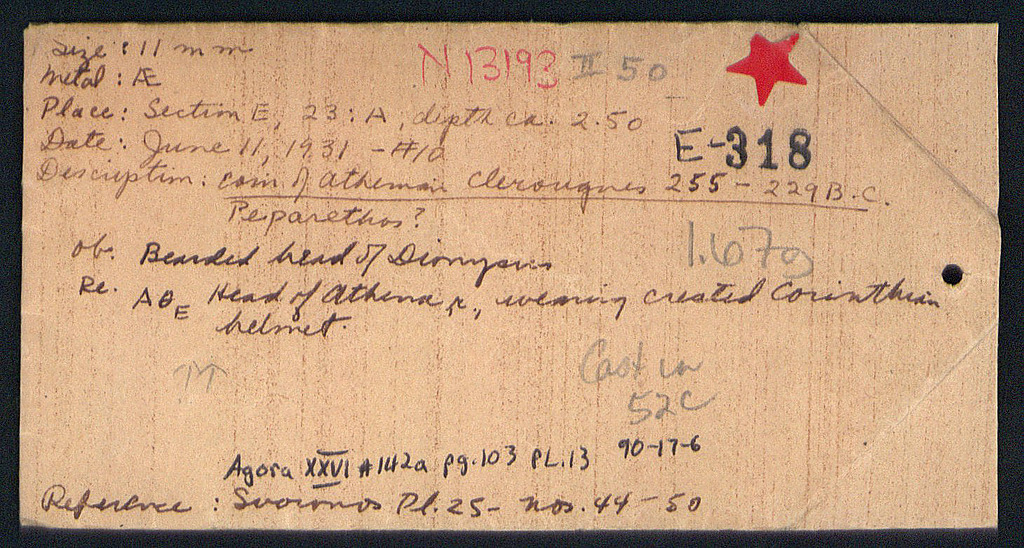 Size : 11 mm
N 13193 II 50
Metal : Æ
Place : Section E, 23 : A, depth ca. 2.50
E-318
Date : June 11, 1931 - #10
Description : coin of Athenian Clerouques 255 - 229 B.C.
Peparethos?
1.67g
ob. Bearded head of Dionysus
Re. AΘE Head of Athena r., wearing crested Corinthian
helmet.
↑↑
Cast in
52C
90-17-6
Agora XXVI #142a pg.103 PL.13
Reference : Svoronos Pl. 25 - nos. 44 - 50